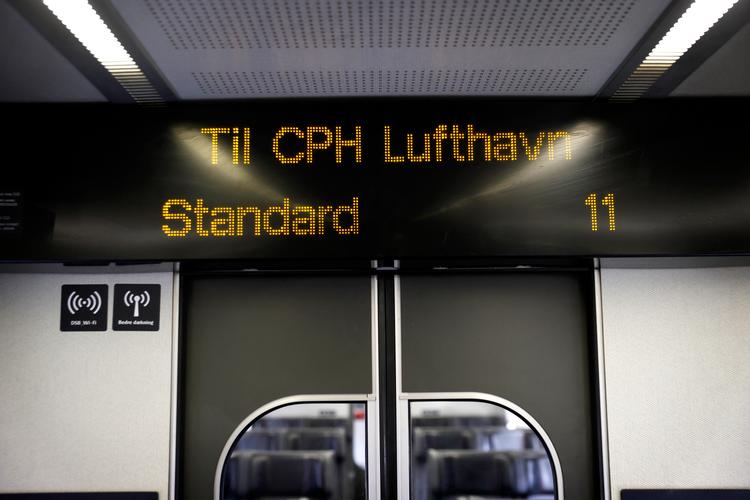 Til CPH Lufthavn
Standard 11
DSB_Wi-Fi
Bedre dækning